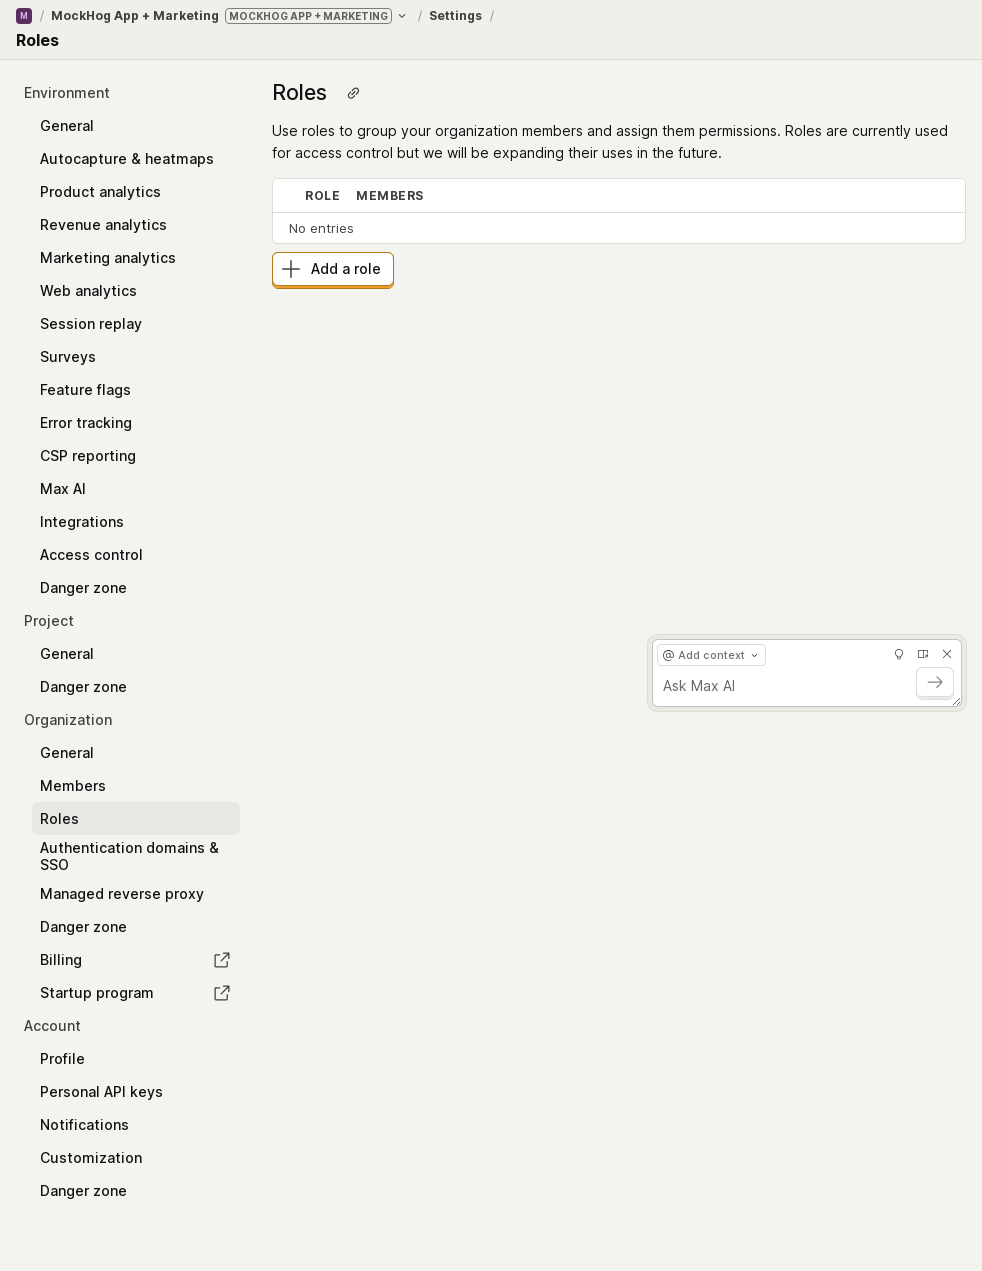 M / MockHog App + Marketing MOCKHOG APP + MARKETING / Settings /
Roles
Environment
General
Autocapture & heatmaps
Product analytics
Revenue analytics
Marketing analytics
Web analytics
Session replay
Surveys
Feature flags
Error tracking
CSP reporting
Max AI
Integrations
Access control
Danger zone
Project
General
Danger zone
Organization
General
Members
Roles
Authentication domains &
SSO
Managed reverse proxy
Danger zone
Billing
Startup program
Account
Profile
Personal API keys
Notifications
Customization
Danger zone
Roles
Use roles to group your organization members and assign them permissions. Roles are currently used
for access control but we will be expanding their uses in the future.
ROLE MEMBERS
No entries
Add a role
@ Add context
Ask Max AI